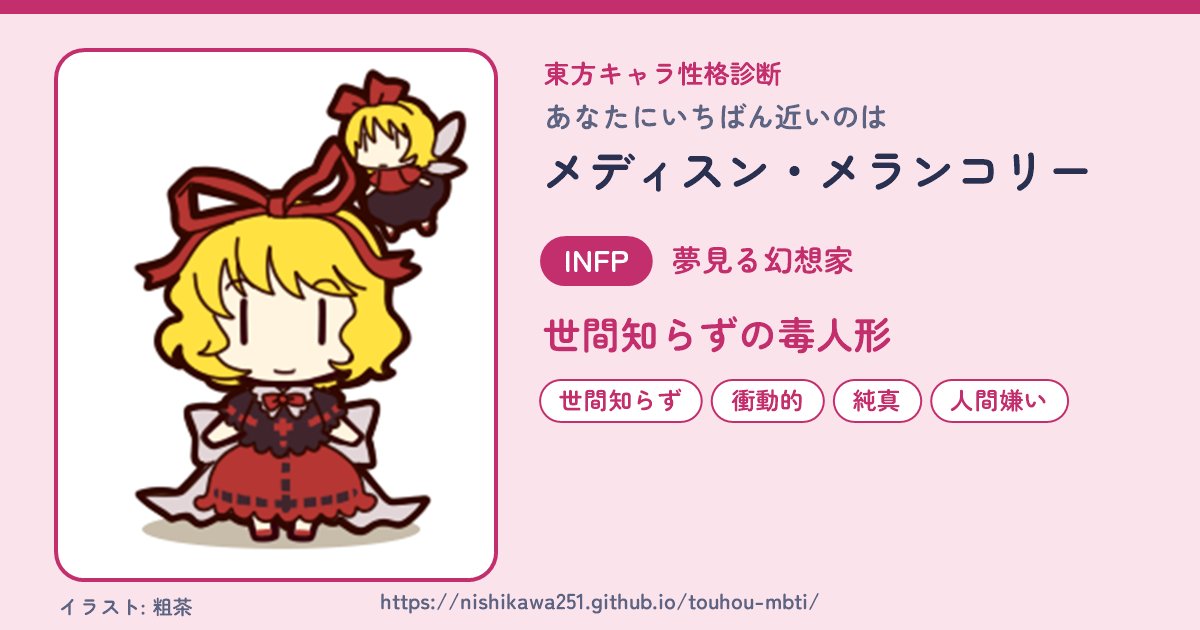 東方キャラ性格診断
あなたにいちばん近いのは
メディスン・メランコリー
INFP 夢見る幻想家
世間知らずの毒人形
世間知らず 衝動的 純真 人間嫌い
イラスト: 粗茶
https://nishikawa251.github.io/touhou-mbti/